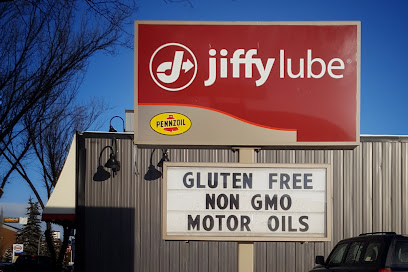 jiffy lube
PENNZOIL
GLUTEN FREE
NON GMO
MOTOR OILS